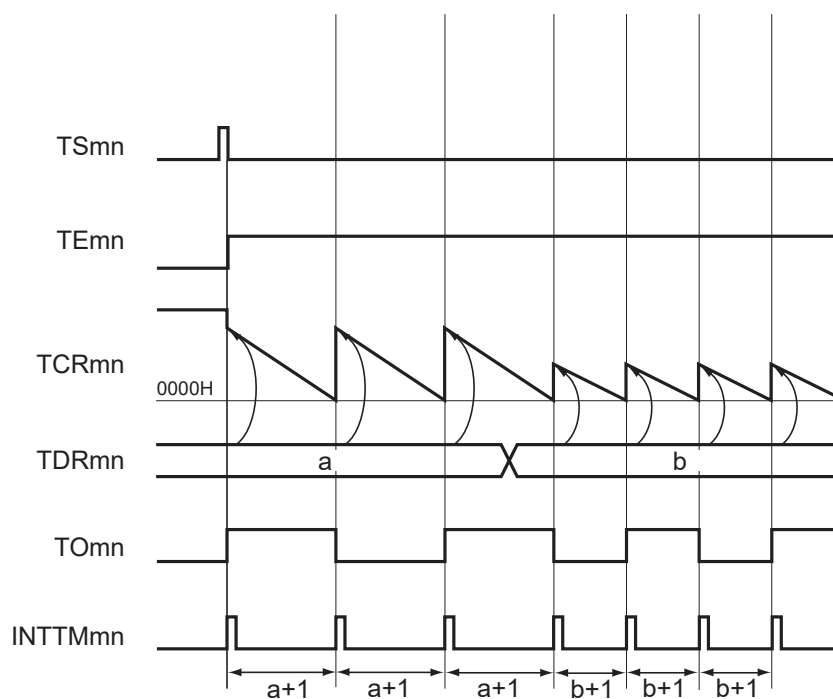 TSmn
TEmn
TCRmn
0000H
TDRmn
a
b
TOmn
INTTMmn
a+1 a+1 a+1 b+1 b+1 b+1